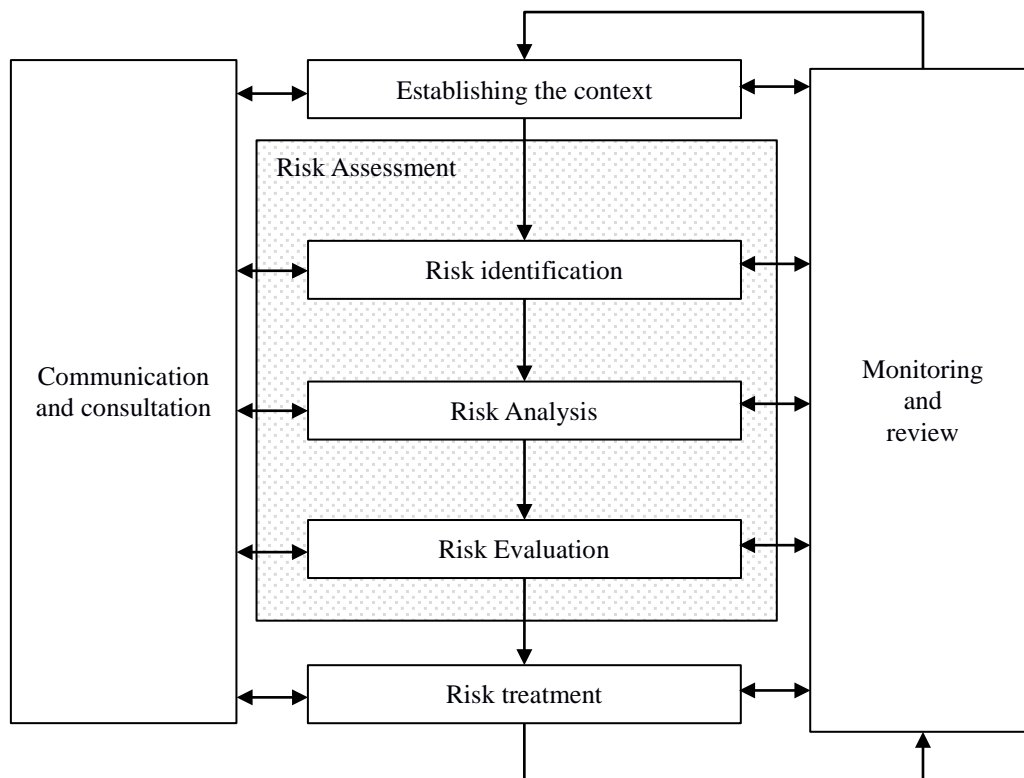 Establishing the context
Risk Assessment
Risk identification
Communication
and consultation
Risk Analysis
Monitoring
and
review
Risk Evaluation
Risk treatment